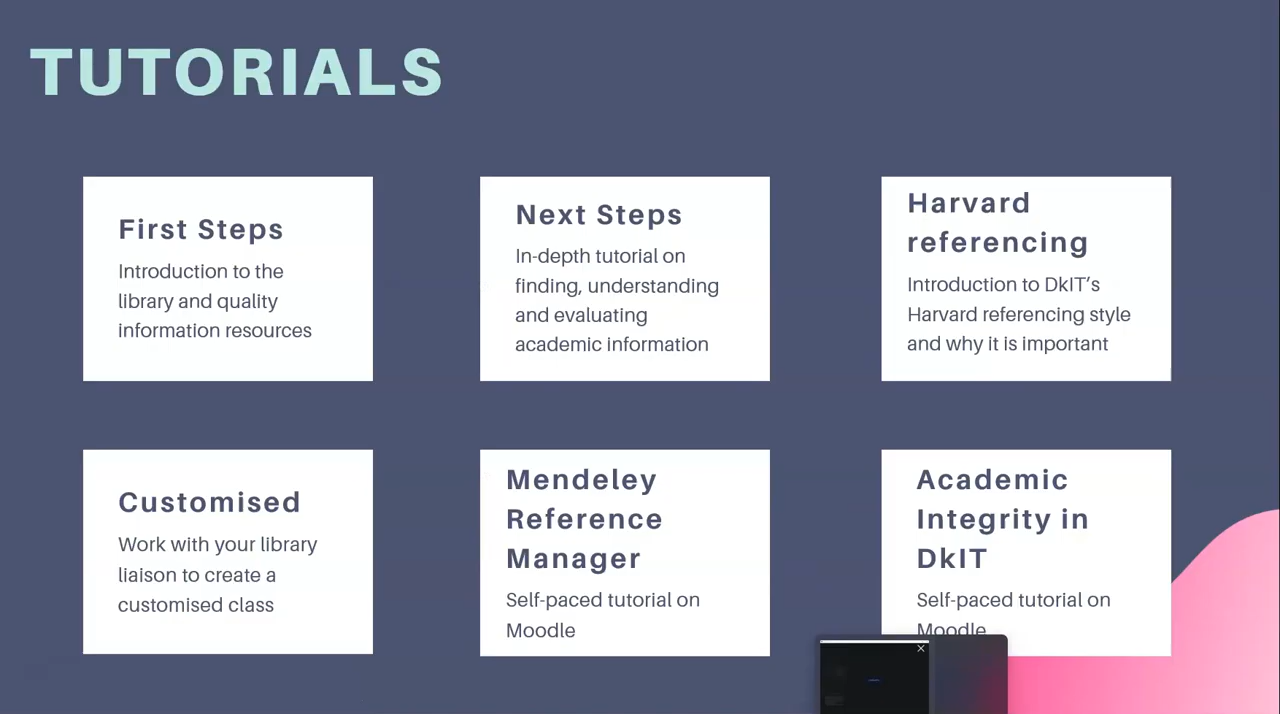 TUTORIALS
First Steps
Introduction to the
library and quality
information resources
Next Steps
In-depth tutorial on
finding, understanding
and evaluating
academic information
Harvard
referencing
Introduction to DkIT’s
Harvard referencing style
and why it is important
Customised
Work with your library
liaison to create a
customised class
Mendeley
Reference
Manager
Self-paced tutorial on
Moodle
Academic
Integrity in
DkIT
Self-paced tutorial on
Moodle